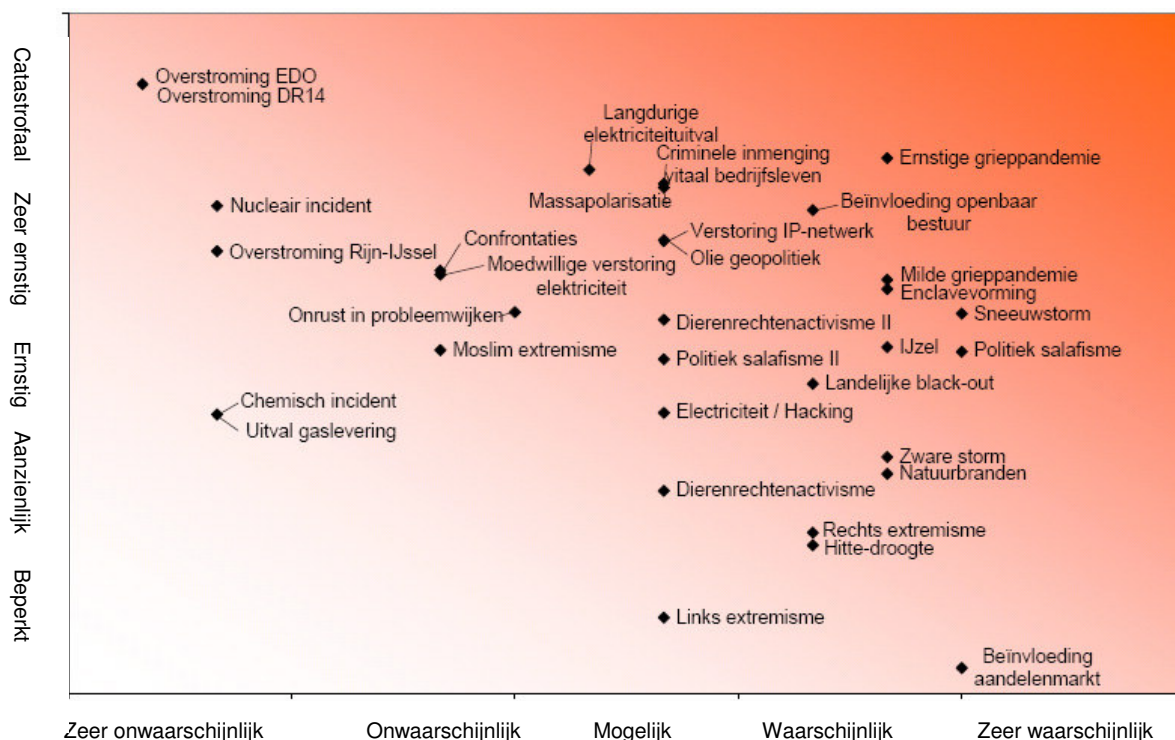 Catastrofaal
Zeer ernstig
Ernstig
Aanzienlijk
Beperkt
Overstroming EDO
Overstroming DR14
Langdurige
elektriciteituitval
Criminele inmenging
vitaal bedrijfsleven
Ernstige grieppandemie
Massapolarisatie
Nucleair incident
Beïnvloeding openbaar
bestuur
Verstoring IP-netwerk
Olie geopolitiek
Confrontaties
Overstroming Rijn-IJssel
Moedwillige verstoring
elektriciteit
Milde grieppandemie
Enclavevorming
Onrust in probleemwijken
Sneeuwstorm
Dierenrechtenactivisme II
Moslim extremisme
IJzel
Politiek salafisme
Politiek salafisme II
Landelijke black-out
Chemisch incident
Electriciteit / Hacking
Uitval gaslevering
Zware storm
Natuurbranden
Dierenrechtenactivisme
Rechts extremisme
Hitte-droogte
Links extremisme
Beïnvloeding
aandelenmarkt
Zeer onwaarschijnlijk
Onwaarschijnlijk
Mogelijk
Waarschijnlijk
Zeer waarschijnlijk